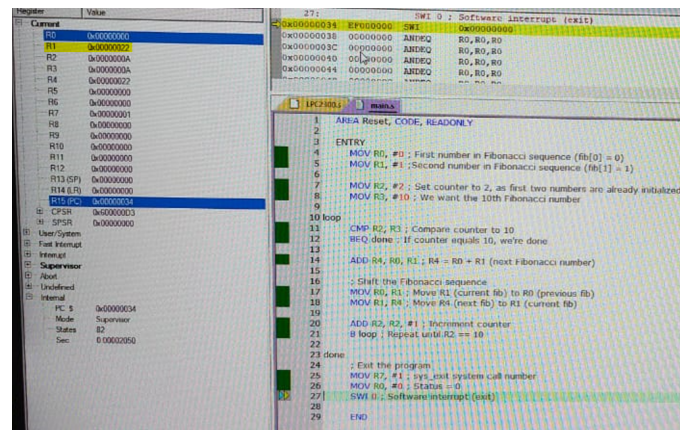 Register Value
Current
R0 0x00000000
R1 0x00000022
R2 0x0000000A
R3 0x0000000A
R4 0x00000022
R5 0x00000000
R6 0x00000000
R7 0x00000001
R8 0x00000000
R9 0x00000000
R10 0x00000000
R11 0x00000000
R12 0x00000000
R13 (SP) 0x00000000
R14 (LR) 0x00000000
R15 (PC) 0x00000034
CPSR 0x600000D3
SPSR 0x00000000
User/System
Fast Interrupt
Interrupt
Supervisor
Abort
Undefined
Internal
PC $ 0x00000034
Mode Supervisor
States 82
Sec 0.00002050
27: SWI 0 ; Software interrupt (exit)
0x00000034 EF000000 SWI 0x00000000
0x00000038 00000000 ANDEQ R0,R0,R0
0x0000003C 00000000 ANDEQ R0,R0,R0
0x00000040 00000000 ANDEQ R0,R0,R0
0x00000044 00000000 ANDEQ R0,R0,R0
LPC2300.s main.s
1 AREA Reset, CODE, READONLY
2
3 ENTRY
4 MOV R0, #0 ; First number in Fibonacci sequence (fib[0] = 0)
5 MOV R1, #1 ;Second number in Fibonacci sequence (fib[1] = 1)
6
7 MOV R2, #2 ; Set counter to 2, as first two numbers are already initialized
8 MOV R3, #10 ; We want the 10th Fibonacci number
9
10 loop
11 CMP R2, R3 ; Compare counter to 10
12 BEQ done ; If counter equals 10, we're done
13
14 ADD R4, R0, R1 ; R4 = R0 + R1 (next Fibonacci number)
15
16 ; Shift the Fibonacci sequence
17 MOV R0, R1 ; Move R1 (current fib) to R0 (previous fib)
18 MOV R1, R4 ; Move R4 (next fib) to R1 (current fib)
19
20 ADD R2, R2, #1 ; Increment counter
21 B loop ; Repeat until R2 == 10
22
23 done
24 ; Exit the program
25 MOV R7, #1 ; sys_exit system call number
26 MOV R0, #0 ; Status = 0
27 SWI 0 ; Software interrupt (exit)
28
29 END